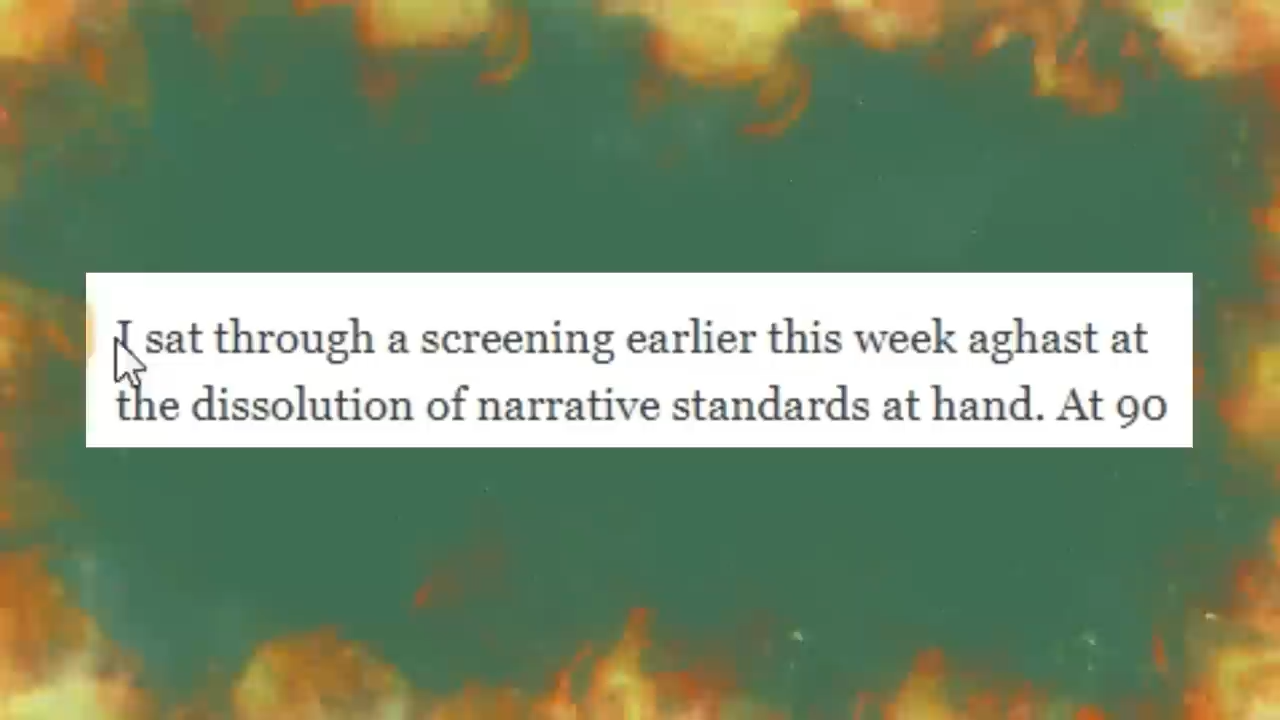 I sat through a screening earlier this week aghast at
the dissolution of narrative standards at hand. At 90